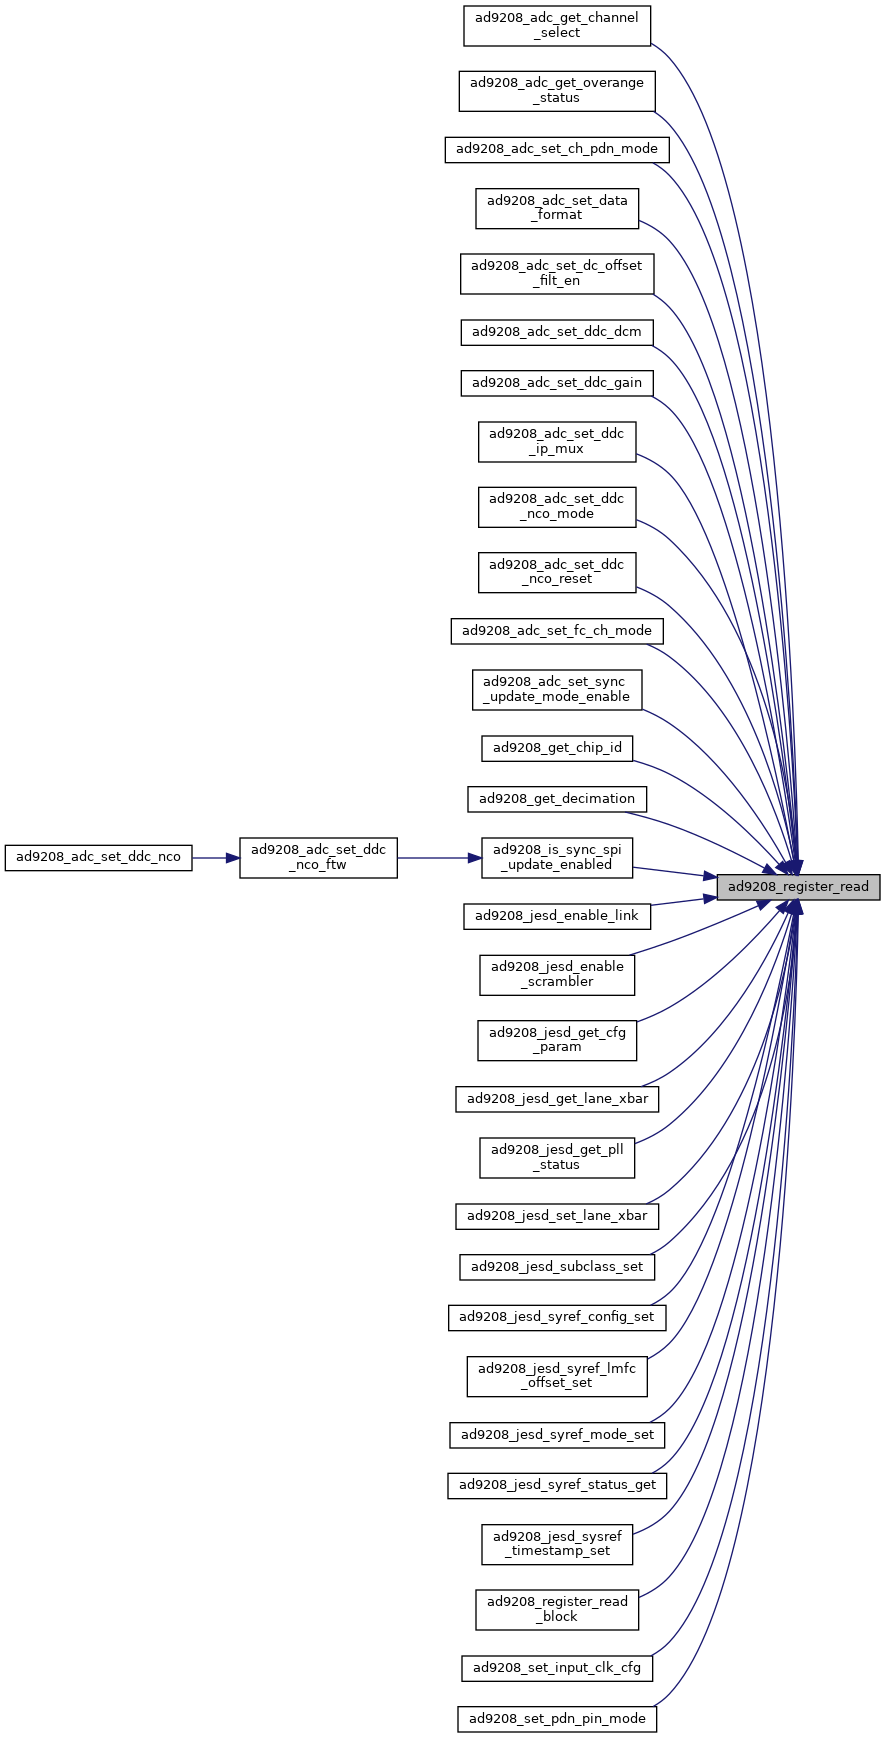 ad9208_adc_get_channel
_select
ad9208_adc_get_overange
_status
ad9208_adc_set_ch_pdn_mode
ad9208_adc_set_data
_format
ad9208_adc_set_dc_offset
_filt_en
ad9208_adc_set_ddc_dcm
ad9208_adc_set_ddc_gain
ad9208_adc_set_ddc
_ip_mux
ad9208_adc_set_ddc
_nco_mode
ad9208_adc_set_ddc
_nco_reset
ad9208_adc_set_fc_ch_mode
ad9208_adc_set_sync
_update_mode_enable
ad9208_get_chip_id
ad9208_get_decimation
ad9208_adc_set_ddc_nco
ad9208_adc_set_ddc
_nco_ftw
ad9208_is_sync_spi
_update_enabled
ad9208_register_read
ad9208_jesd_enable_link
ad9208_jesd_enable
_scrambler
ad9208_jesd_get_cfg
_param
ad9208_jesd_get_lane_xbar
ad9208_jesd_get_pll
_status
ad9208_jesd_set_lane_xbar
ad9208_jesd_subclass_set
ad9208_jesd_syref_config_set
ad9208_jesd_syref_lmfc
_offset_set
ad9208_jesd_syref_mode_set
ad9208_jesd_syref_status_get
ad9208_jesd_sysref
_timestamp_set
ad9208_register_read
_block
ad9208_set_input_clk_cfg
ad9208_set_pdn_pin_mode